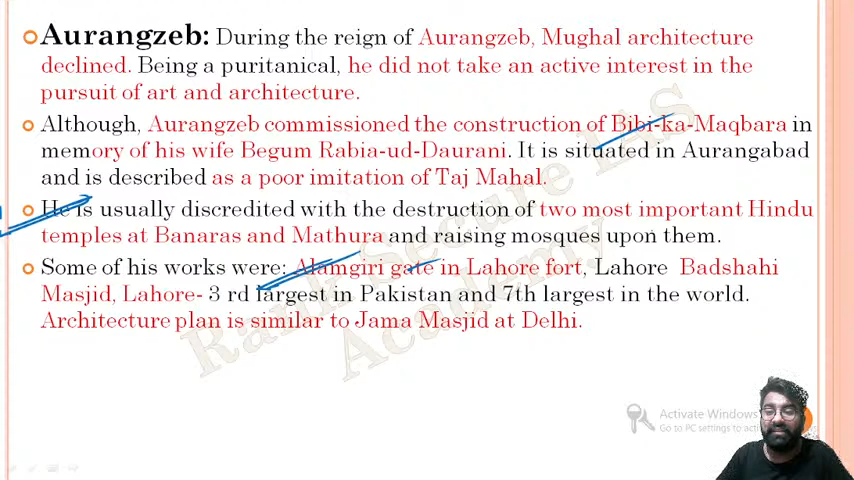 Aurangzeb: During the reign of Aurangzeb, Mughal architecture
declined. Being a puritanical, he did not take an active interest in the
pursuit of art and architecture.
Although, Aurangzeb commissioned the construction of Bibi-ka-Maqbara in
memory of his wife Begum Rabia-ud-Daurani. It is situated in Aurangabad
and is described as a poor imitation of Taj Mahal.
He is usually discredited with the destruction of two most important Hindu
temples at Banaras and Mathura and raising mosques upon them.
Some of his works were: Alamgiri gate in Lahore fort, Lahore Badshahi
Masjid, Lahore- 3 rd largest in Pakistan and 7th largest in the world.
Architecture plan is similar to Jama Masjid at Delhi.
Rank Secure IAS
Academy
Activate Windows
Go to PC settings to